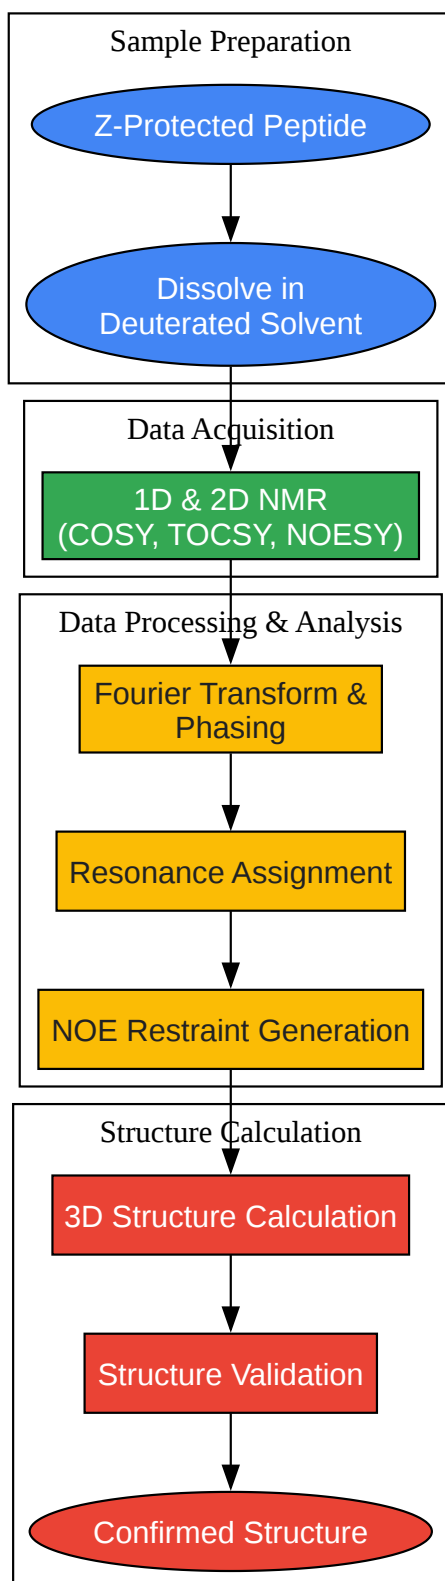 Sample Preparation
Z-Protected Peptide
Dissolve in
Deuterated Solvent
Data Acquisition
1D & 2D NMR
(COSY, TOCSY, NOESY)
Data Processing & Analysis
Fourier Transform &
Phasing
Resonance Assignment
NOE Restraint Generation
Structure Calculation
3D Structure Calculation
Structure Validation
Confirmed Structure